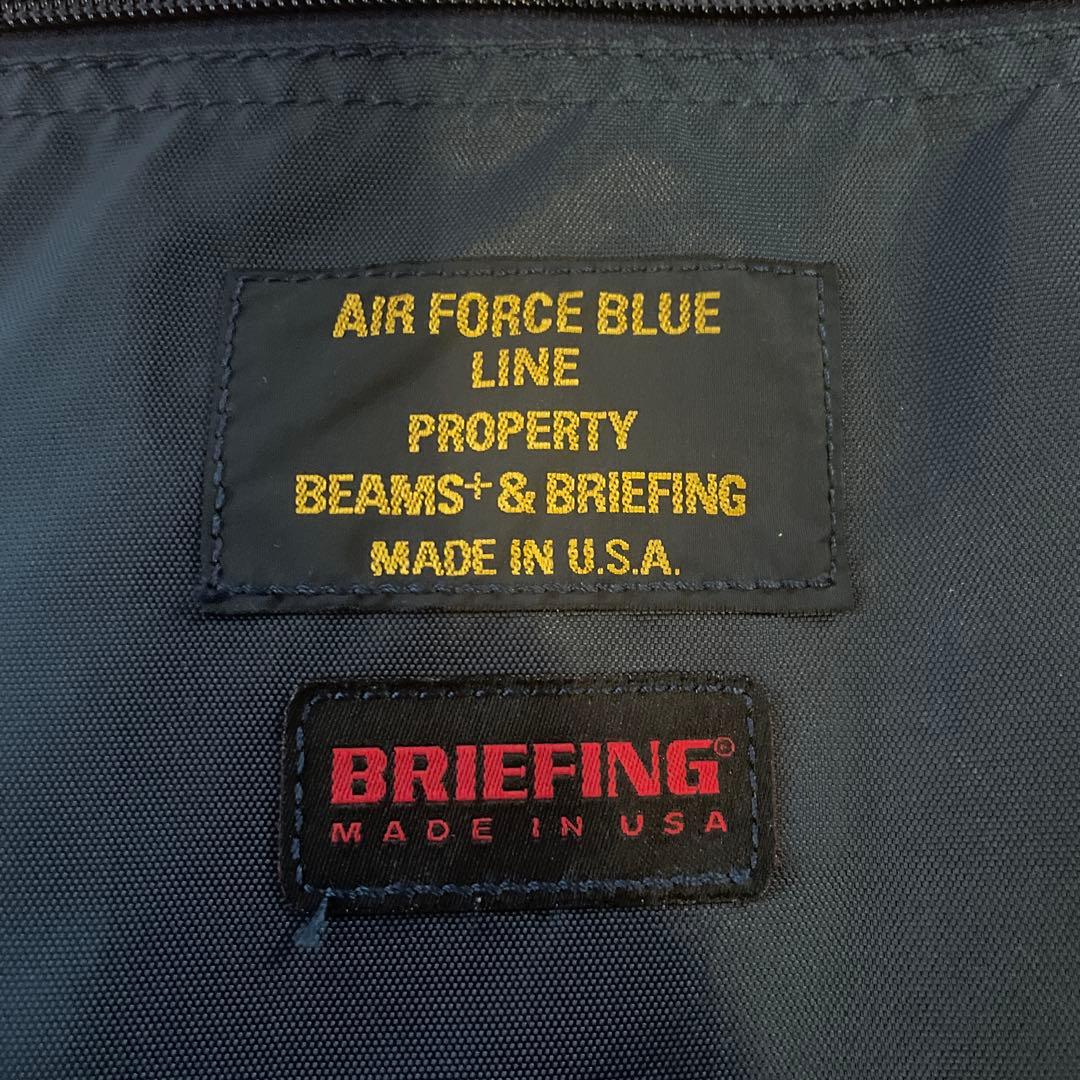 AIR FORCE BLUE
LINE
PROPERTY
BEAMS+ & BRIEFING
MADE IN U.S.A.
BRIEFING©
MADE IN USA